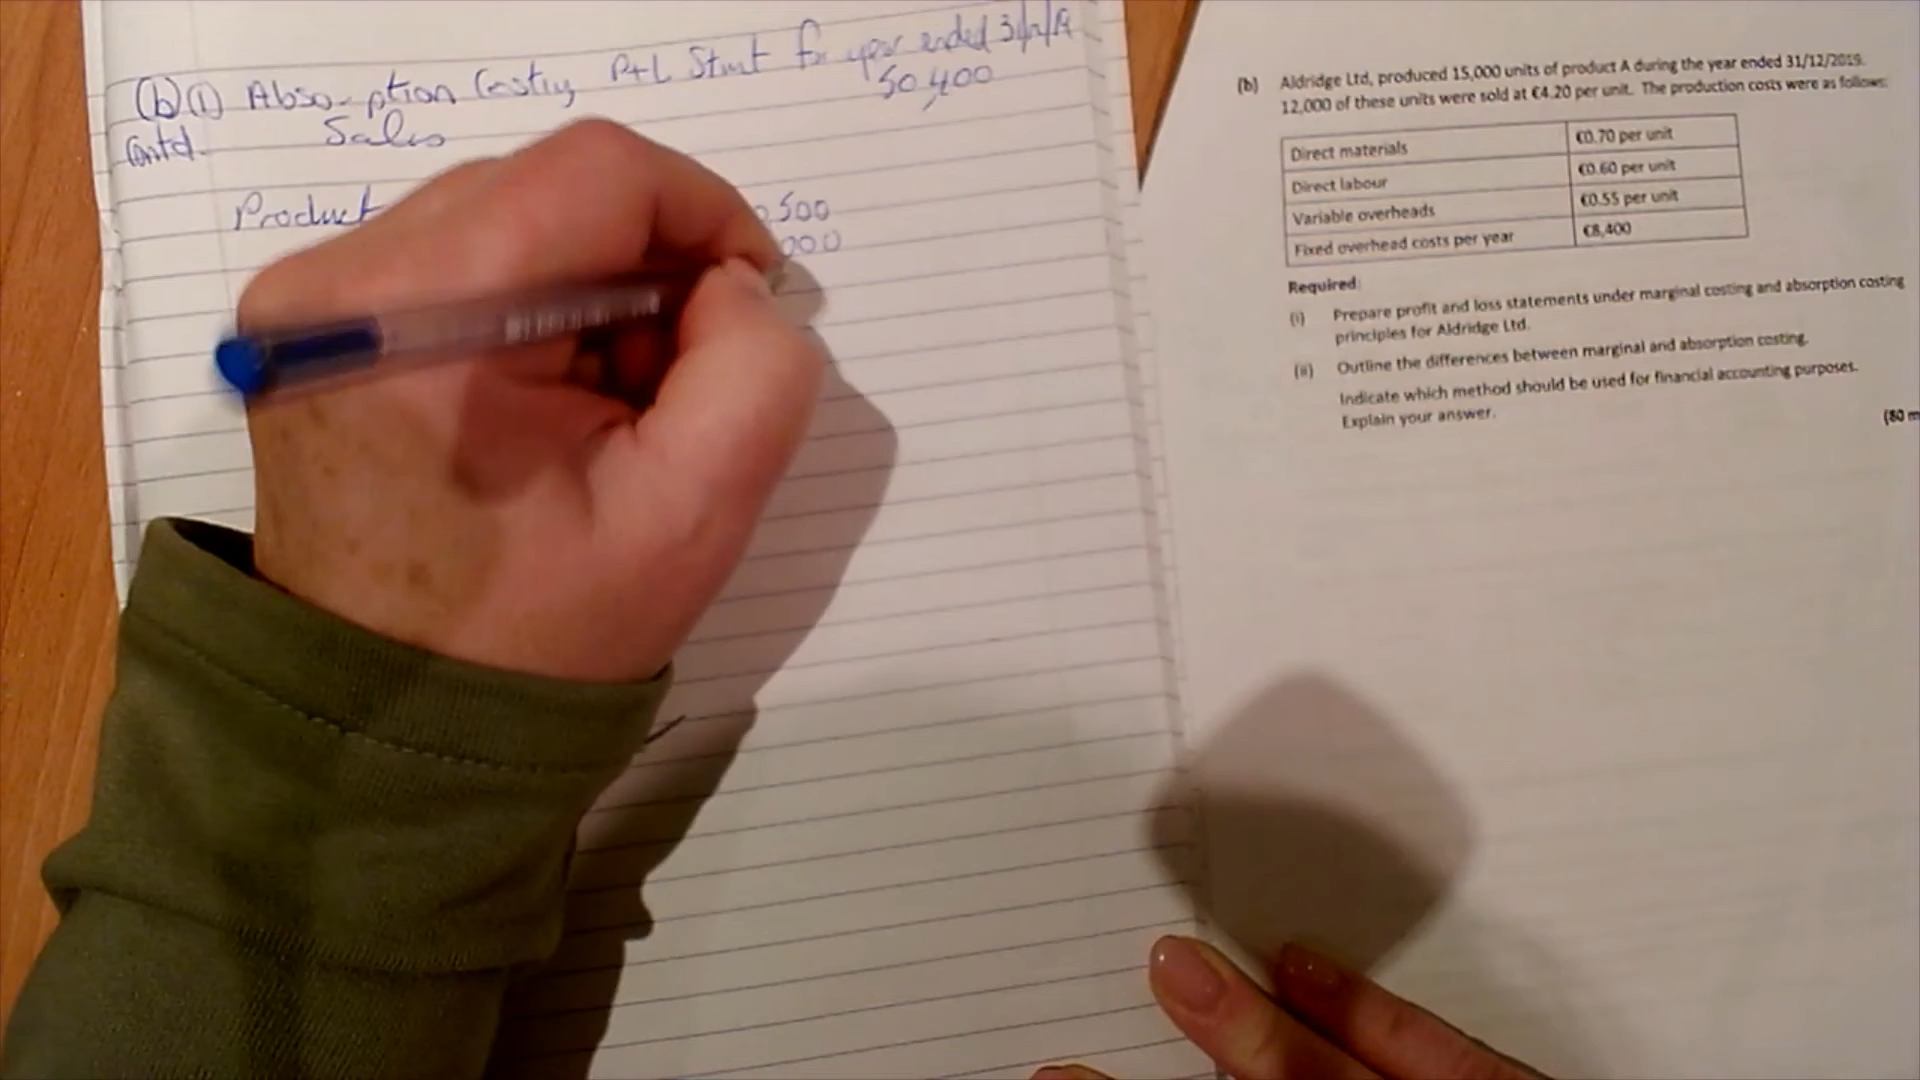 (b)(i) Absorption Costing P+L Stmt for year ended 31/12/19
Contd. Sales 50,400
Product
,500
000
(b) Aldridge Ltd, produced 15,000 units of product A during the year ended 31/12/2019.
12,000 of these units were sold at €4.20 per unit. The production costs were as follows:
Direct materials €0.70 per unit
Direct labour €0.60 per unit
Variable overheads €0.55 per unit
Fixed overhead costs per year €8,400
Required:
(i) Prepare profit and loss statements under marginal costing and absorption costing
principles for Aldridge Ltd.
(ii) Outline the differences between marginal and absorption costing.
Indicate which method should be used for financial accounting purposes.
Explain your answer.
(80 m